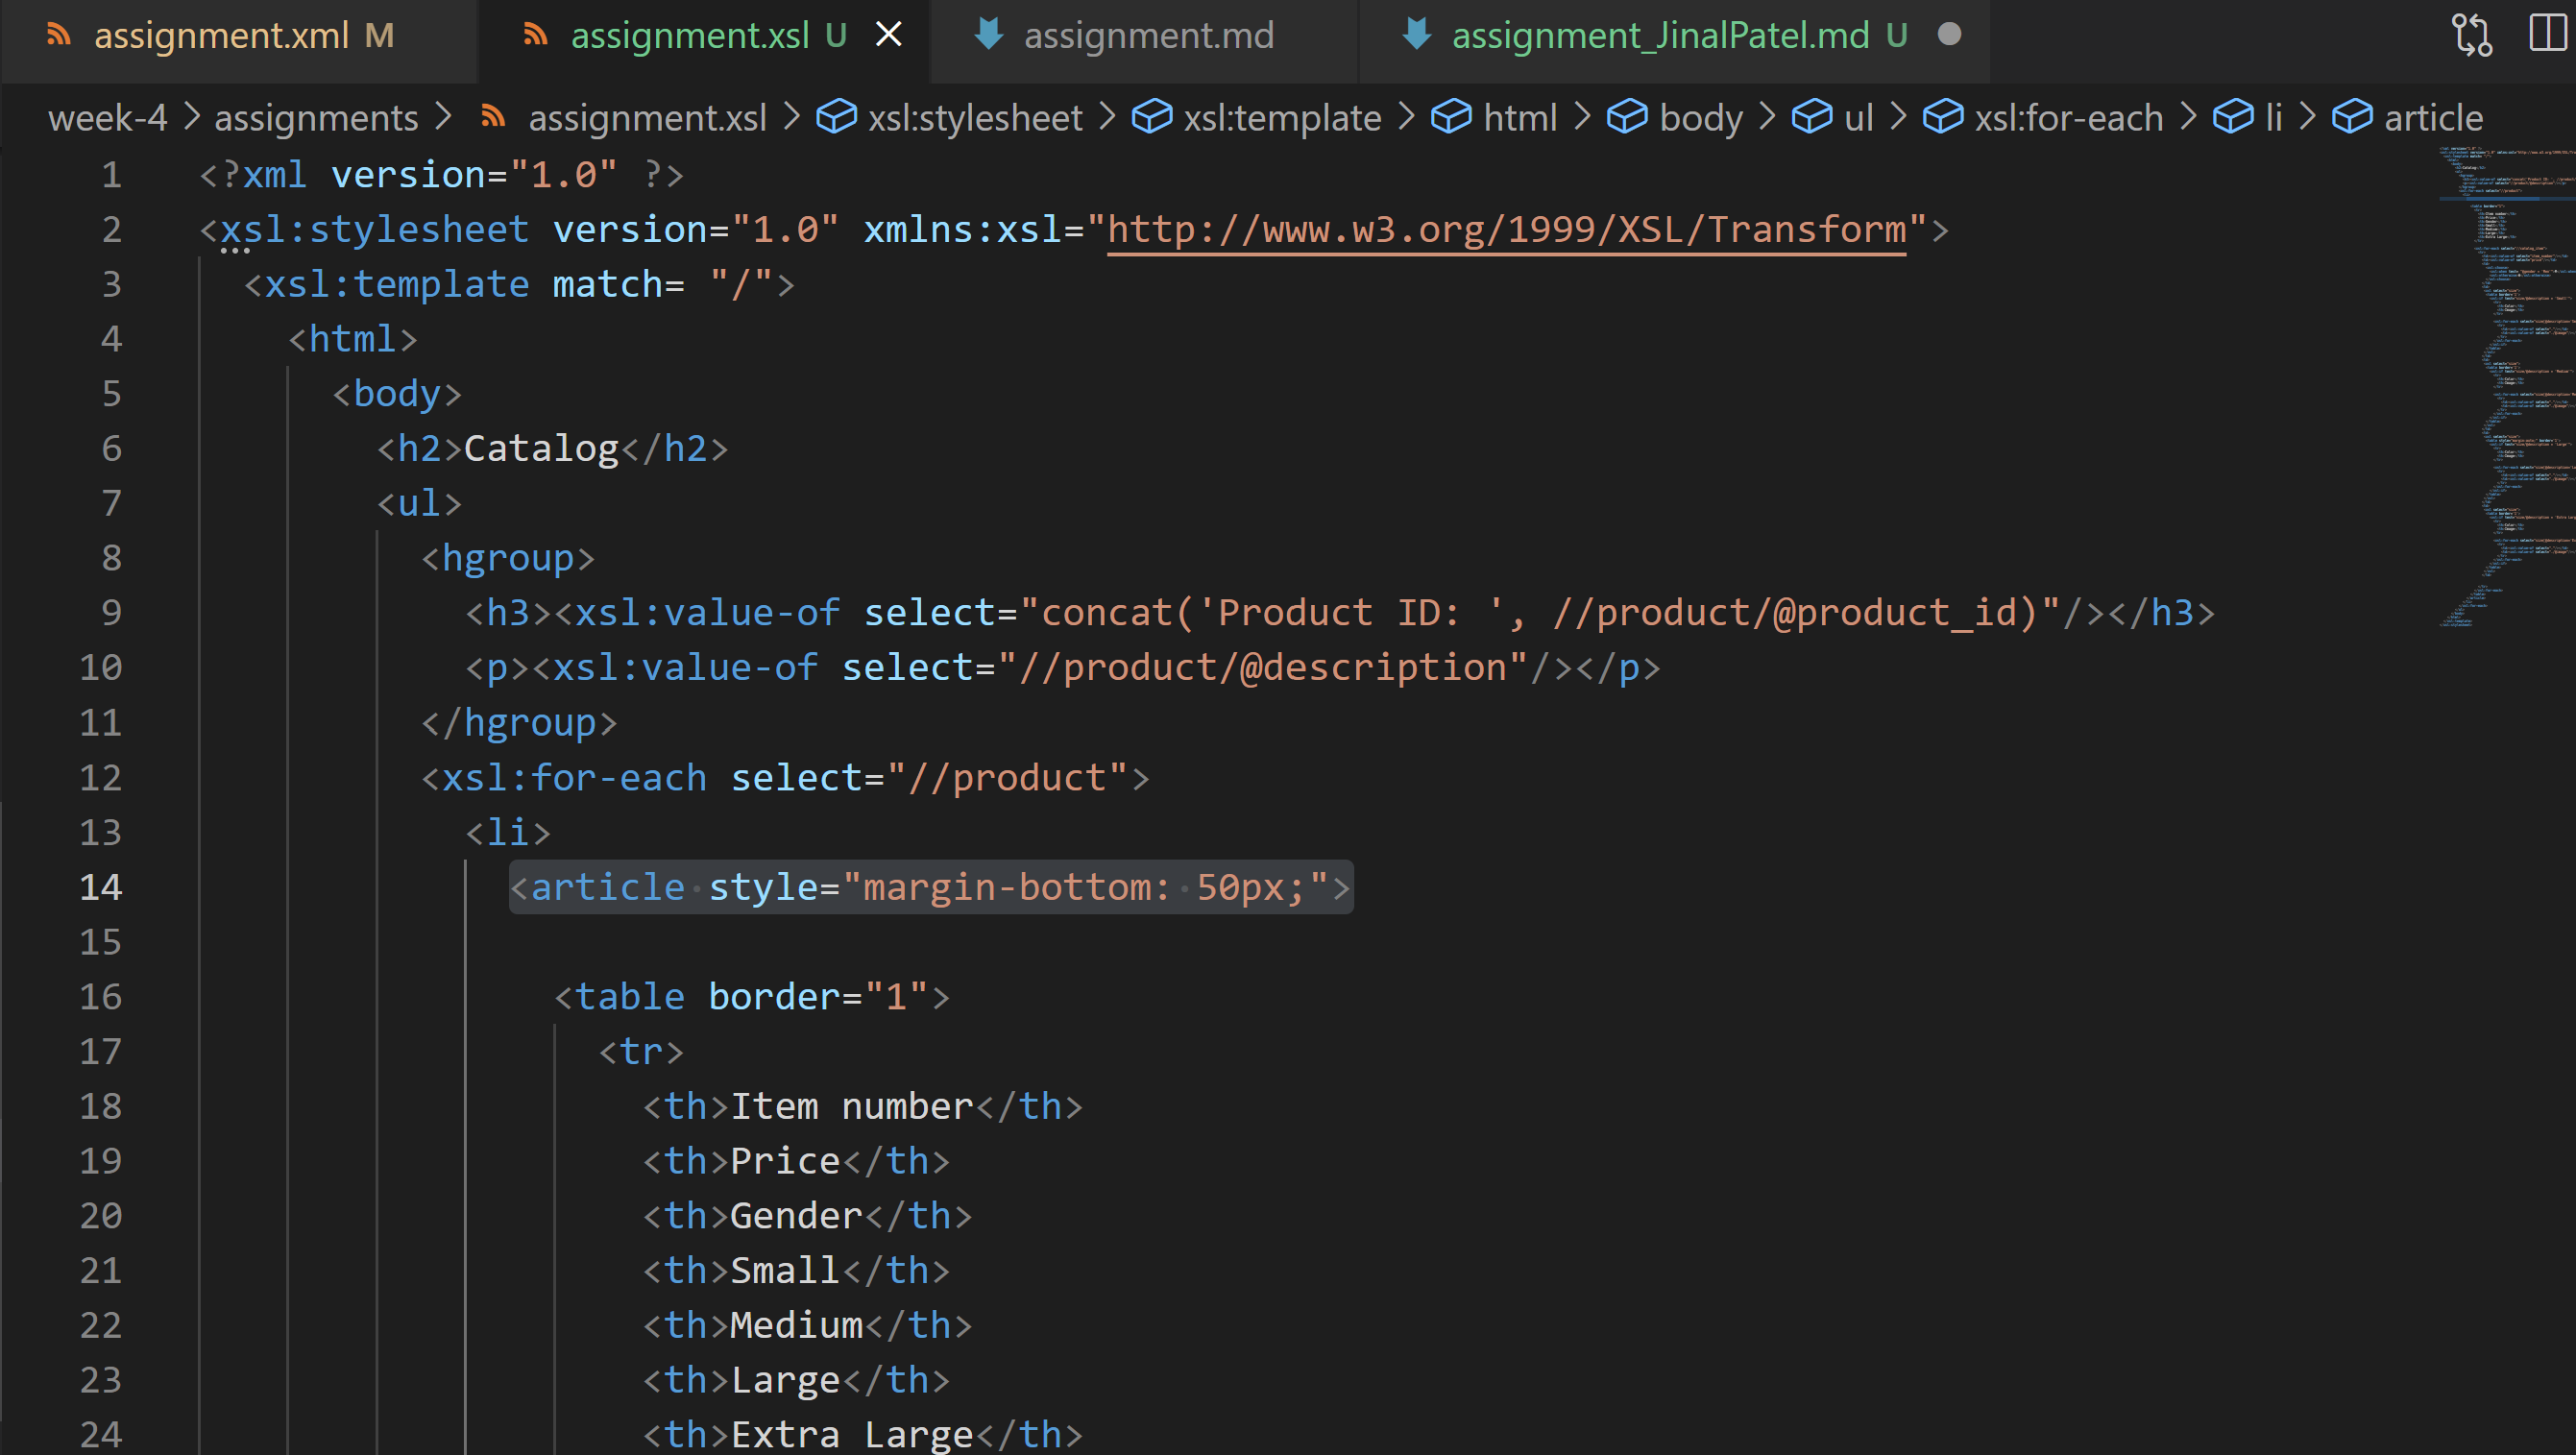 assignment.xml M assignment.xsl U assignment.md assignment_JinalPatel.md U
week-4 > assignments > assignment.xsl > xsl:stylesheet > xsl:template > html > body > ul > xsl:for-each > li > article
1 <?xml version="1.0" ?>
2 <xsl:stylesheet version="1.0" xmlns:xsl="http://www.w3.org/1999/XSL/Transform">
3 <xsl:template match= "/">
4 <html>
5 <body>
6 <h2>Catalog</h2>
7 <ul>
8 <hgroup>
9 <h3><xsl:value-of select="concat('Product ID: ', //product/@product_id)"/></h3>
10 <p><xsl:value-of select="//product/@description"/></p>
11 </hgroup>
12 <xsl:for-each select="//product">
13 <li>
14 <article style="margin-bottom: 50px;">
15
16 <table border="1">
17 <tr>
18 <th>Item number</th>
19 <th>Price</th>
20 <th>Gender</th>
21 <th>Small</th>
22 <th>Medium</th>
23 <th>Large</th>
24 <th>Extra Large</th>